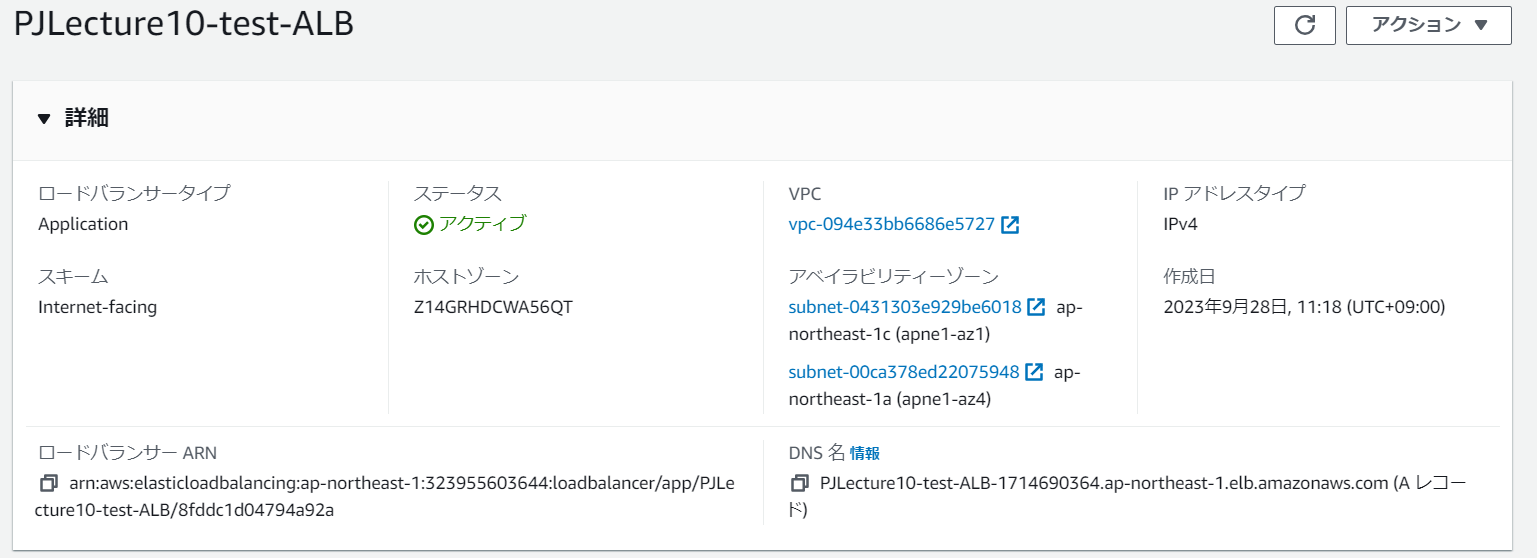 PJLecture10-test-ALB
アクション ▼
▼ 詳細
ロードバランサータイプ
Application
ステータス
アクティブ
VPC
vpc-094e33bb6686e5727
IP アドレスタイプ
IPv4
スキーム
Internet-facing
ホストゾーン
Z14GRHDCWA56QT
アベイラビリティーゾーン
subnet-0431303e929be6018 ap-
northeast-1c (apne1-az1)
subnet-00ca378ed22075948 ap-
northeast-1a (apne1-az4)
作成日
2023年9月28日, 11:18 (UTC+09:00)
ロードバランサー ARN
arn:aws:elasticloadbalancing:ap-northeast-1:323955603644:loadbalancer/app/PJLe
cture10-test-ALB/8fddc1d04794a92a
DNS 名 情報
PJLecture10-test-ALB-1714690364.ap-northeast-1.elb.amazonaws.com (A レコー
ド)